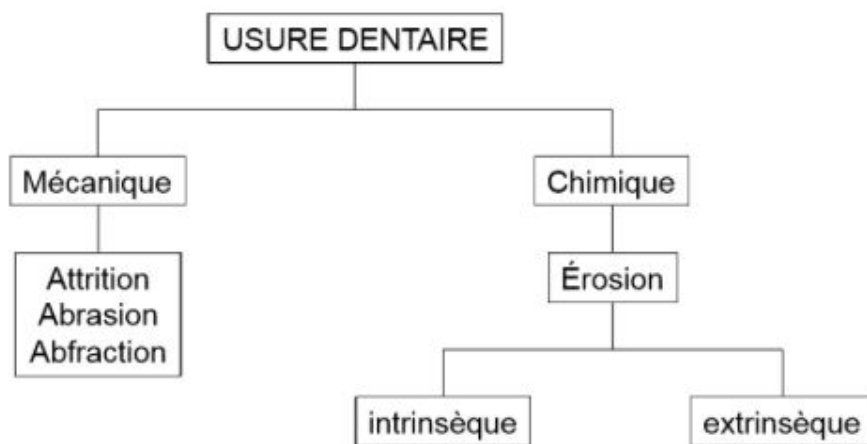 USURE DENTAIRE
Mécanique
Chimique
Attrition
Abrasion
Abfraction
Érosion
intrinsèque
extrinsèque